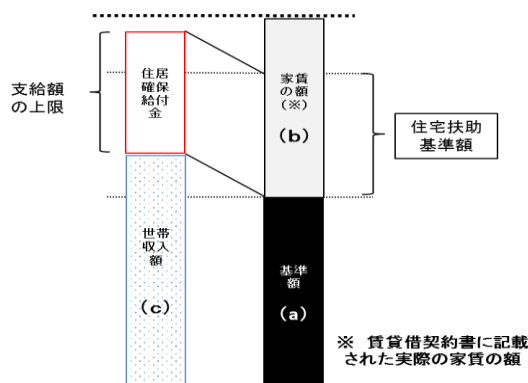 支給額
の上限
住居
確保
給付
金
世帯
収入
額
（c）
家賃
の額
（※）
（b）
基準
額
（a）
住宅扶助
基準額
※ 賃貸借契約書に記載
された実際の家賃の額